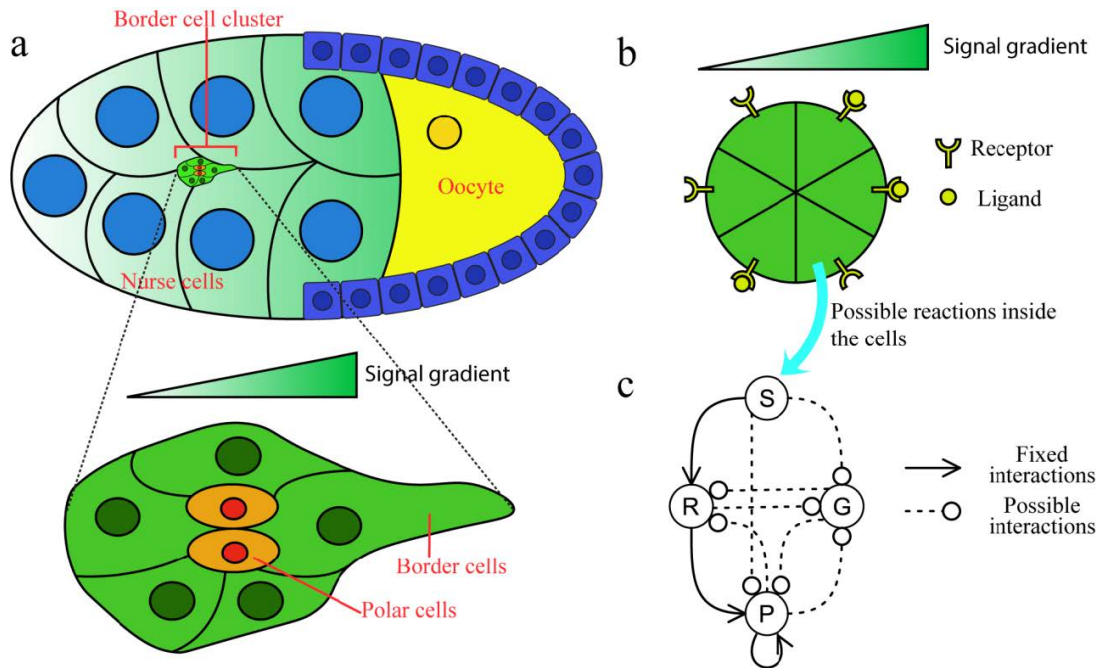 a
Border cell cluster
Oocyte
Nurse cells
Signal gradient
Border cells
Polar cells
b
Signal gradient
Receptor
Ligand
Possible reactions inside
the cells
c
S
R
G
P
Fixed
interactions
Possible
interactions